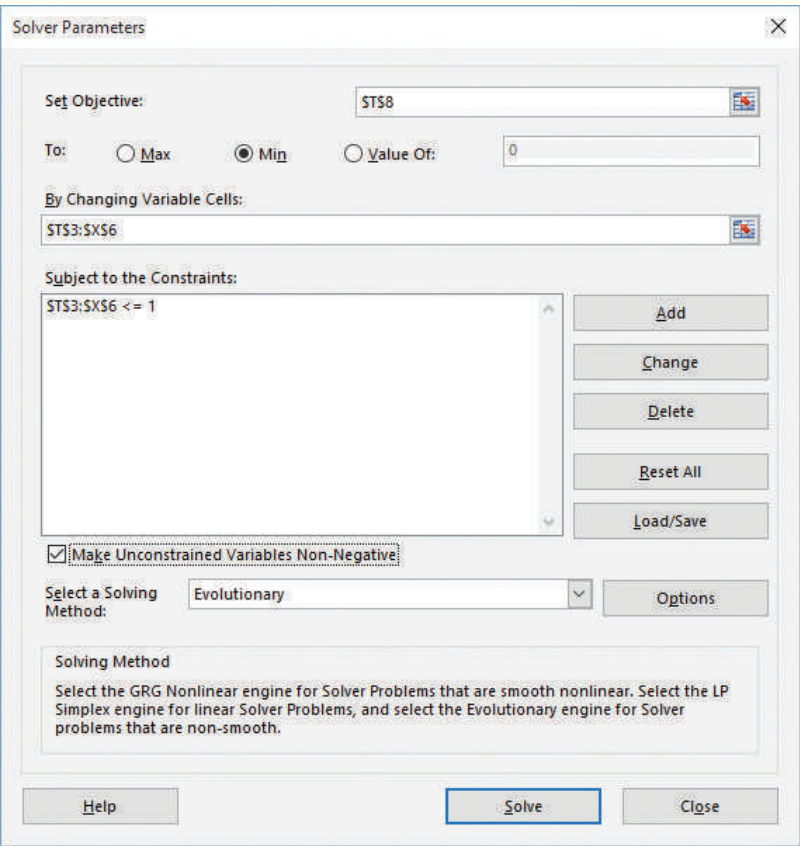 Solver Parameters
Set Objective:
$T$8
To:
Max
Min
Value Of:
0
By Changing Variable Cells:
$T$3:$X$6
Subject to the Constraints:
$T$3:$X$6 <= 1
Add
Change
Delete
Reset All
Load/Save
Make Unconstrained Variables Non-Negative
Select a Solving
Method:
Evolutionary
Options
Solving Method
Select the GRG Nonlinear engine for Solver Problems that are smooth nonlinear. Select the LP
Simplex engine for linear Solver Problems, and select the Evolutionary engine for Solver
problems that are non-smooth.
Help
Solve
Close